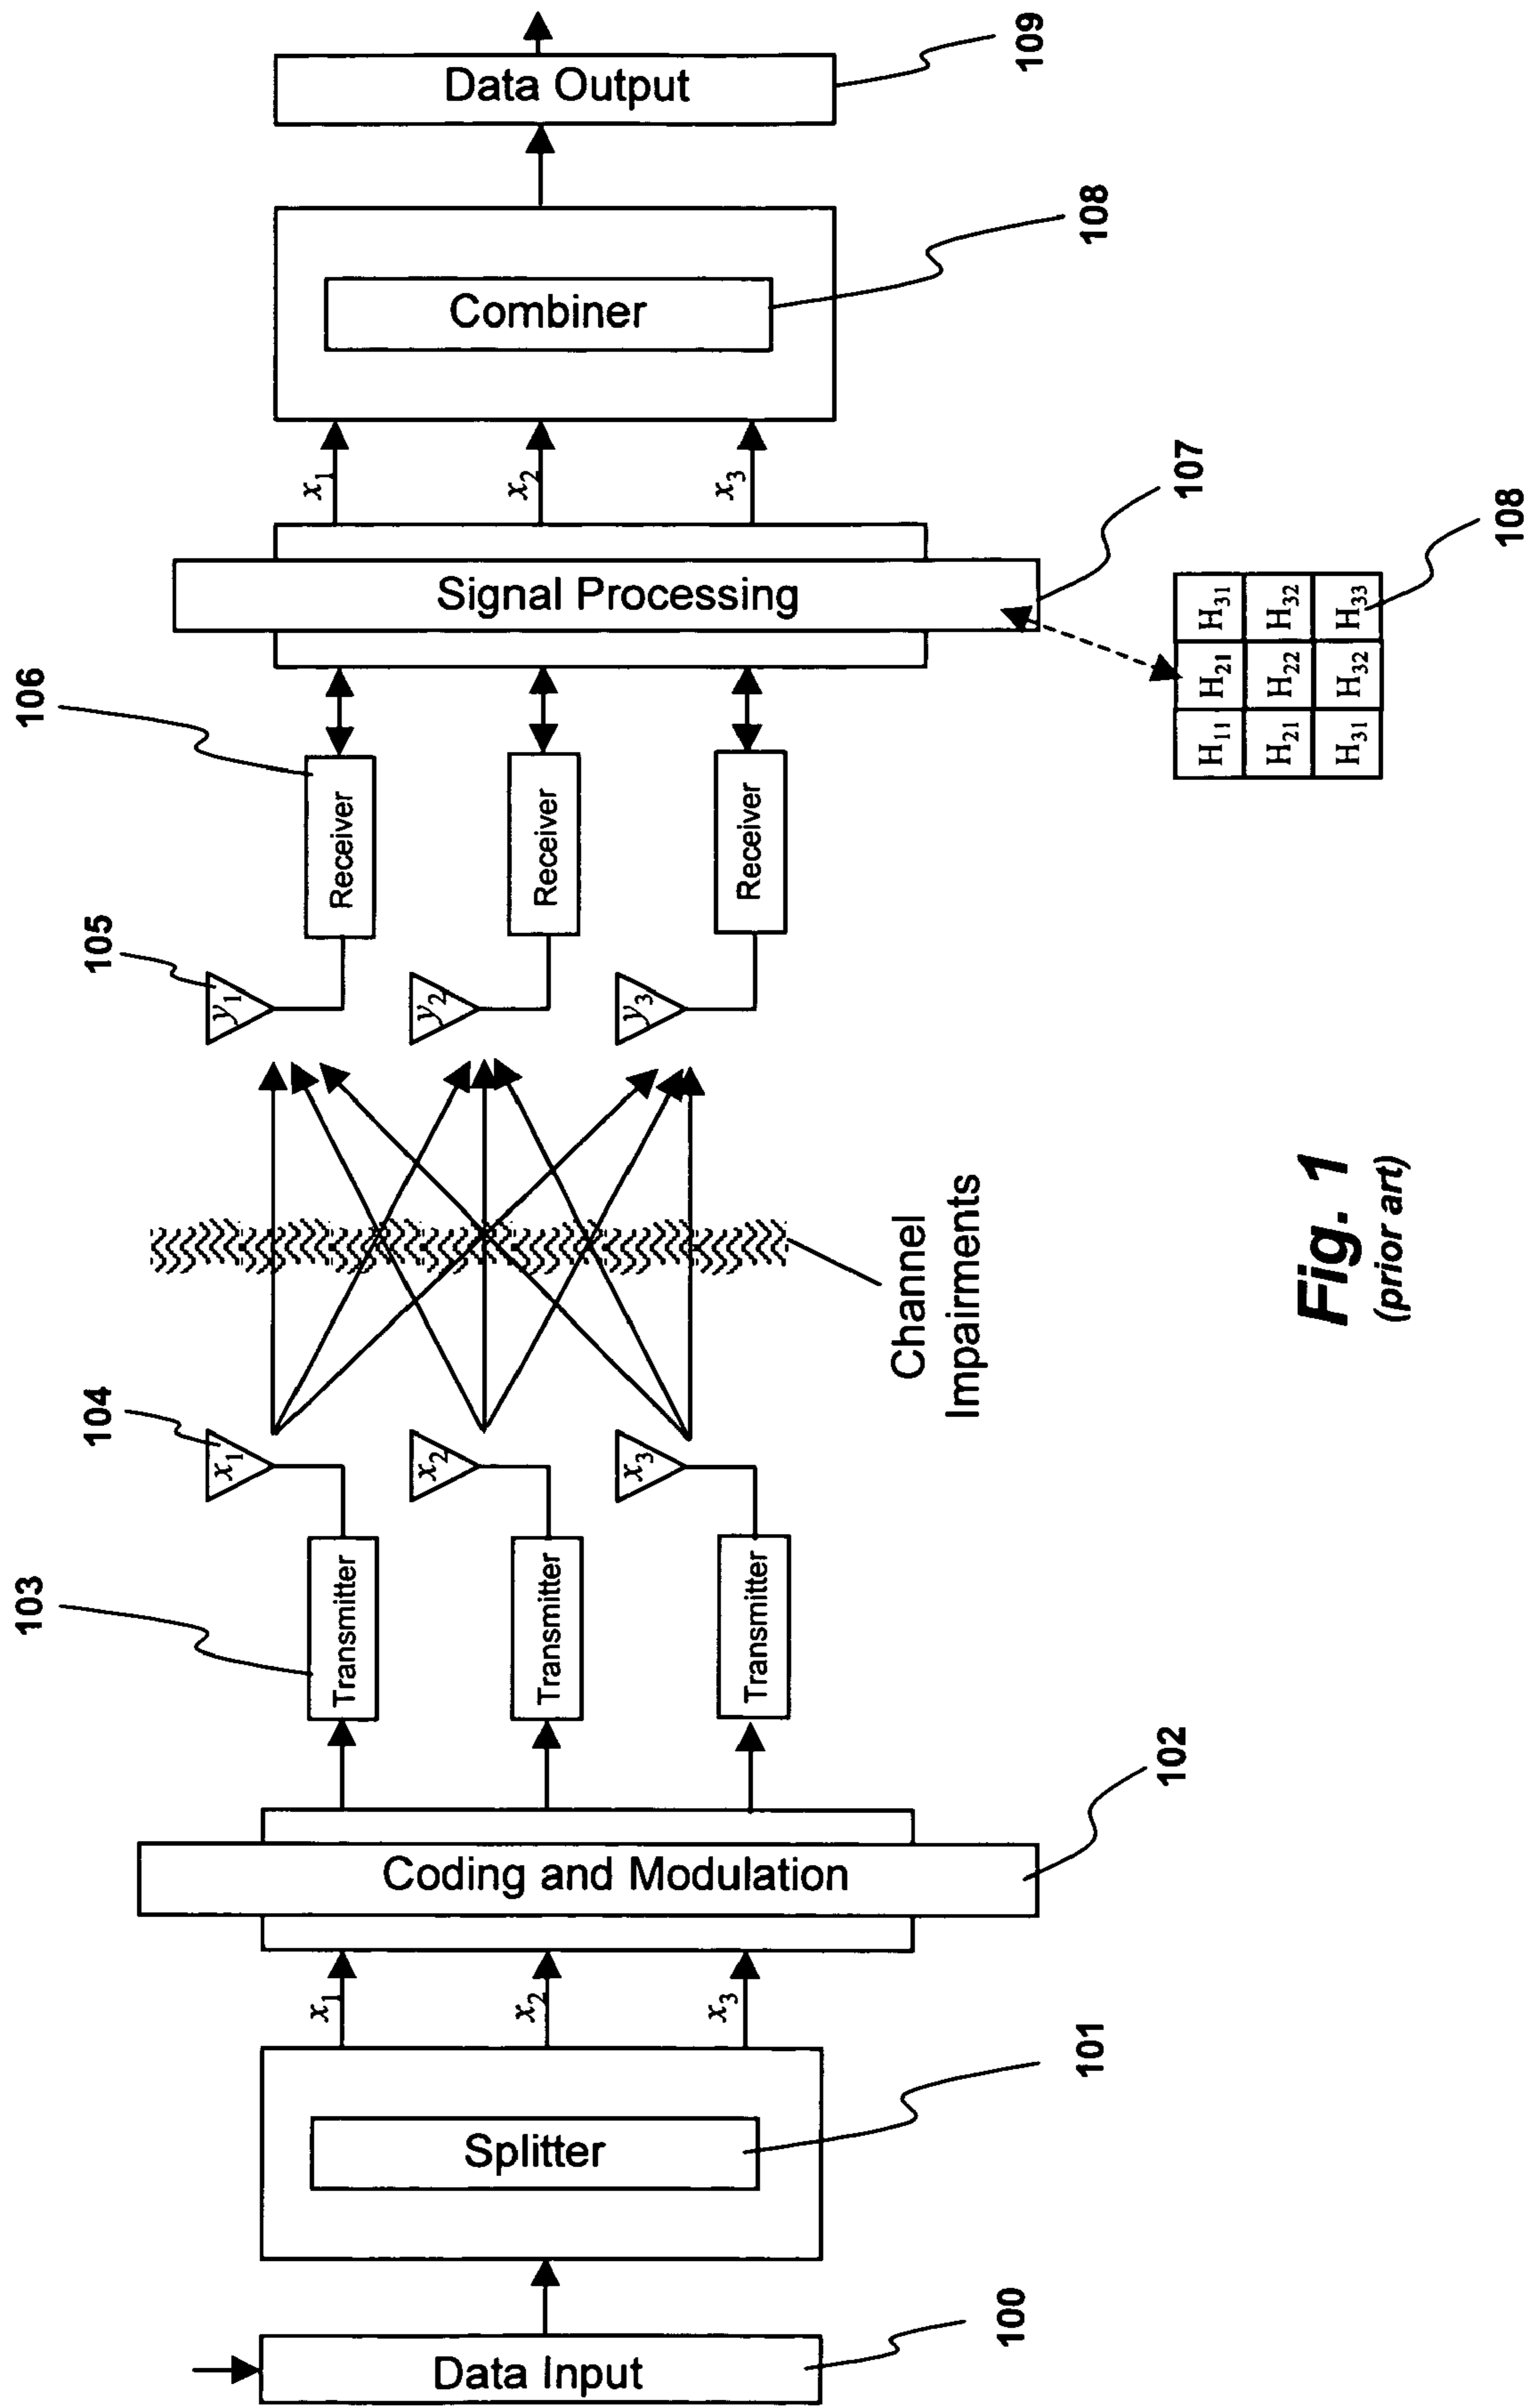 103
104
105
106
Data Input
Splitter
x1
x2
x3
Coding and Modulation
Transmitter
Transmitter
Transmitter
x1
x2
x3
y1
y2
y3
Receiver
Receiver
Receiver
Signal Processing
x1
x2
x3
Combiner
Data Output
Channel
Impairments
100
101
102
107
108
109
H11 H21 H31
H21 H22 H32
H31 H32 H33
108
Fig. 1
(prior art)